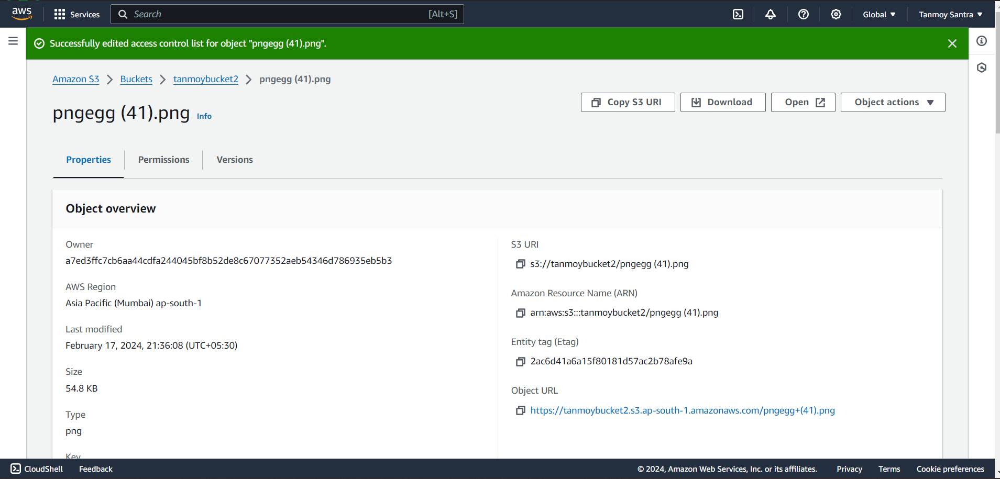 aws Services Search [Alt+S] Global Tanmoy Santra
Successfully edited access control list for object "pngegg (41).png".
Amazon S3 Buckets tanmoybucket2 pngegg (41).png
Copy S3 URI Download Open Object actions
pngegg (41).png Info
Properties Permissions Versions
Object overview
Owner
a7ed3ffc7cb6aa44cdfa244045bf8b52de8c67077352aeb54346d786935eb5b3
AWS Region
Asia Pacific (Mumbai) ap-south-1
Last modified
February 17, 2024, 21:36:08 (UTC+05:30)
Size
54.8 KB
Type
png
Key
S3 URI
s3://tanmoybucket2/pngegg (41).png
Amazon Resource Name (ARN)
arn:aws:s3:::tanmoybucket2/pngegg (41).png
Entity tag (Etag)
2ac6d41a6a15f80181d57ac2b78afe9a
Object URL
https://tanmoybucket2.s3.ap-south-1.amazonaws.com/pngegg+(41).png
CloudShell Feedback © 2024, Amazon Web Services, Inc. or its affiliates. Privacy Terms Cookie preferences